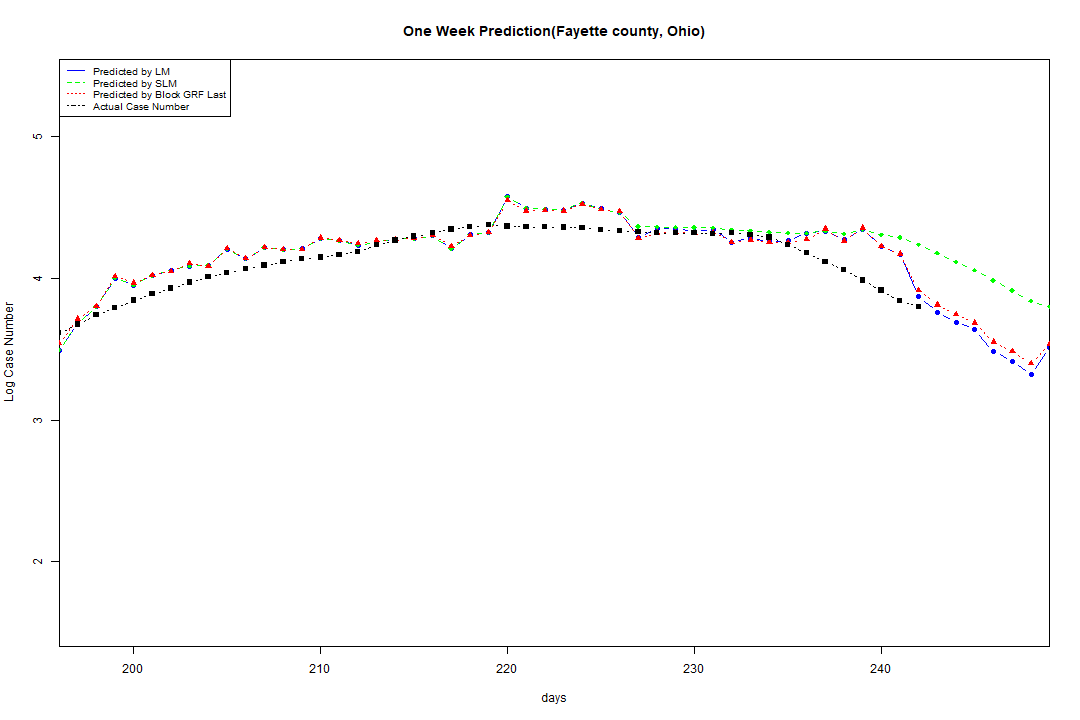 One Week Prediction(Fayette county, Ohio)
Predicted by LM
Predicted by SLM
Predicted by Block GRF Last
Actual Case Number
5
4
3
2
Log Case Number
200 210 220 230 240
days